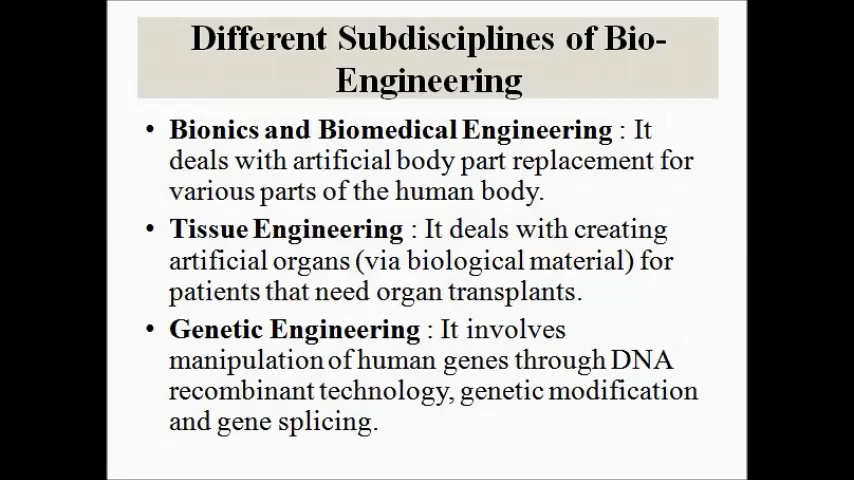 Different Subdisciplines of Bio-
Engineering
• Bionics and Biomedical Engineering : It
deals with artificial body part replacement for
various parts of the human body.
• Tissue Engineering : It deals with creating
artificial organs (via biological material) for
patients that need organ transplants.
• Genetic Engineering : It involves
manipulation of human genes through DNA
recombinant technology, genetic modification
and gene splicing.